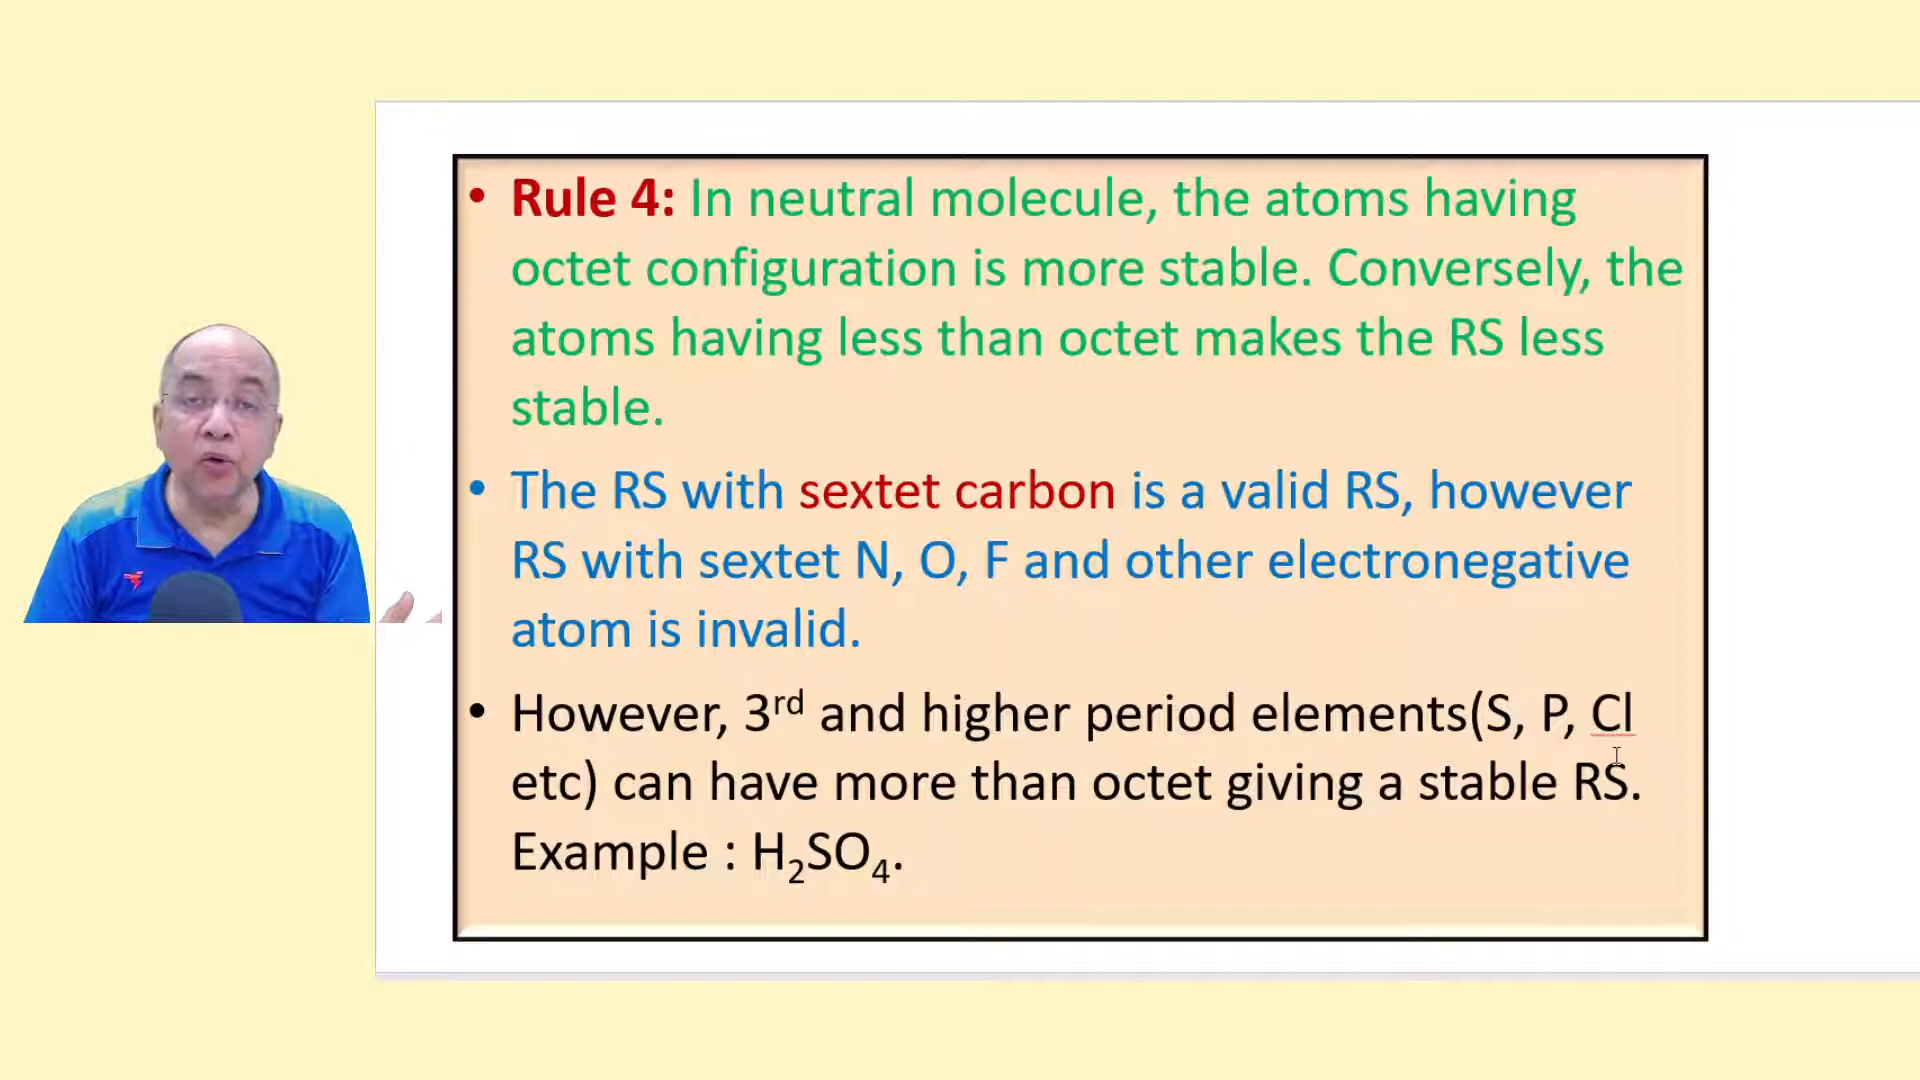 • Rule 4: In neutral molecule, the atoms having
octet configuration is more stable. Conversely, the
atoms having less than octet makes the RS less
stable.
• The RS with sextet carbon is a valid RS, however
RS with sextet N, O, F and other electronegative
atom is invalid.
• However, 3rd and higher period elements(S, P, Cl
etc) can have more than octet giving a stable RS.
Example : H₂SO₄.